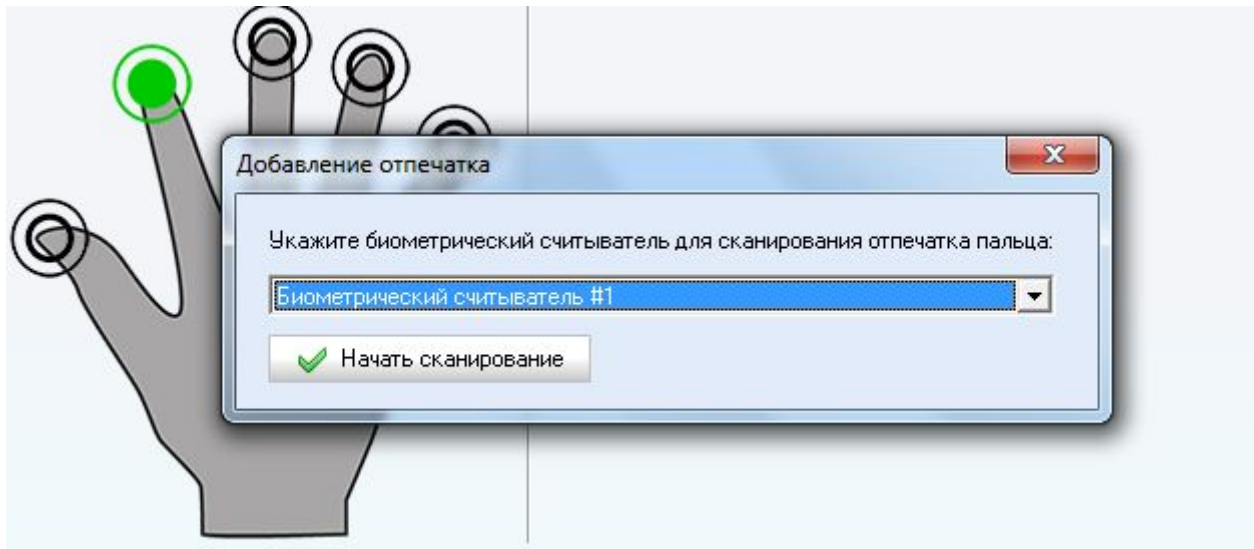 Добавление отпечатка
Укажите биометрический считыватель для сканирования отпечатка пальца:
Биометрический считыватель #1
Начать сканирование